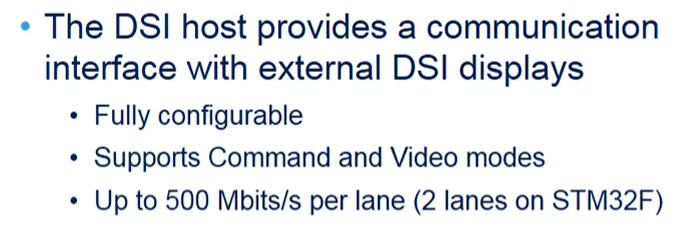 • The DSI host provides a communication
interface with external DSI displays
• Fully configurable
• Supports Command and Video modes
• Up to 500 Mbits/s per lane (2 lanes on STM32F)